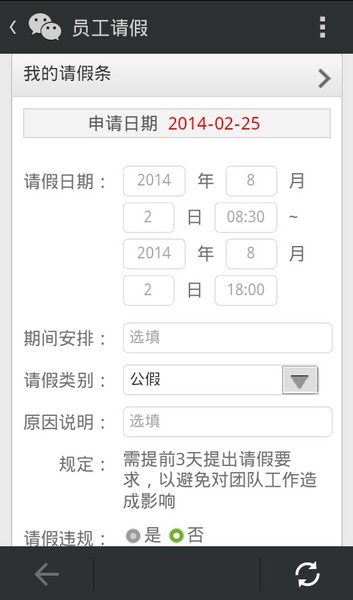 员工请假
我的请假条
申请日期 2014-02-25
请假日期： 2014 年 8 月
2 日 08:30 ~
2014 年 8 月
2 日 18:00
期间安排： 选填
请假类别： 公假
原因说明： 选填
规定： 需提前3天提出请假要
求，以避免对团队工作造
成影响
请假违规： 是 否